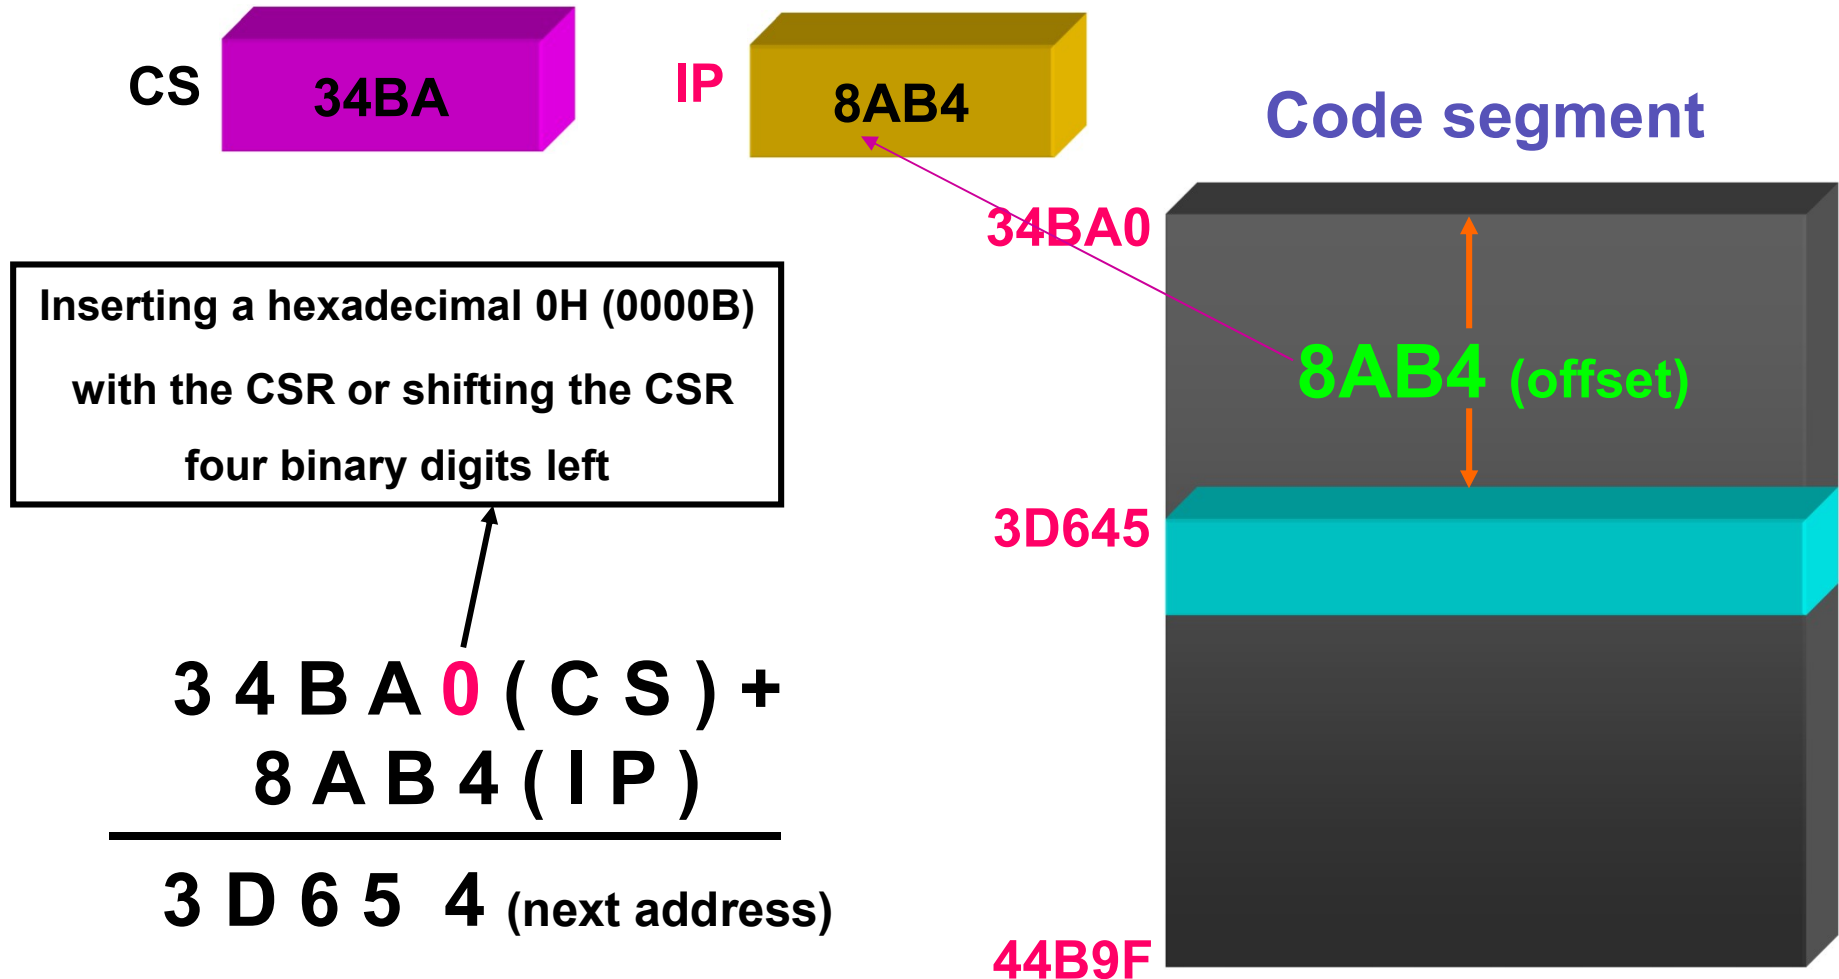 CS
34BA
IP
8AB4
Code segment
34BA0
Inserting a hexadecimal 0H (0000B)
with the CSR or shifting the CSR
four binary digits left
8AB4 (offset)
3D645
3 4 B A 0 ( C S ) +
8 A B 4 ( I P )
3 D 6 5 4 (next address)
44B9F